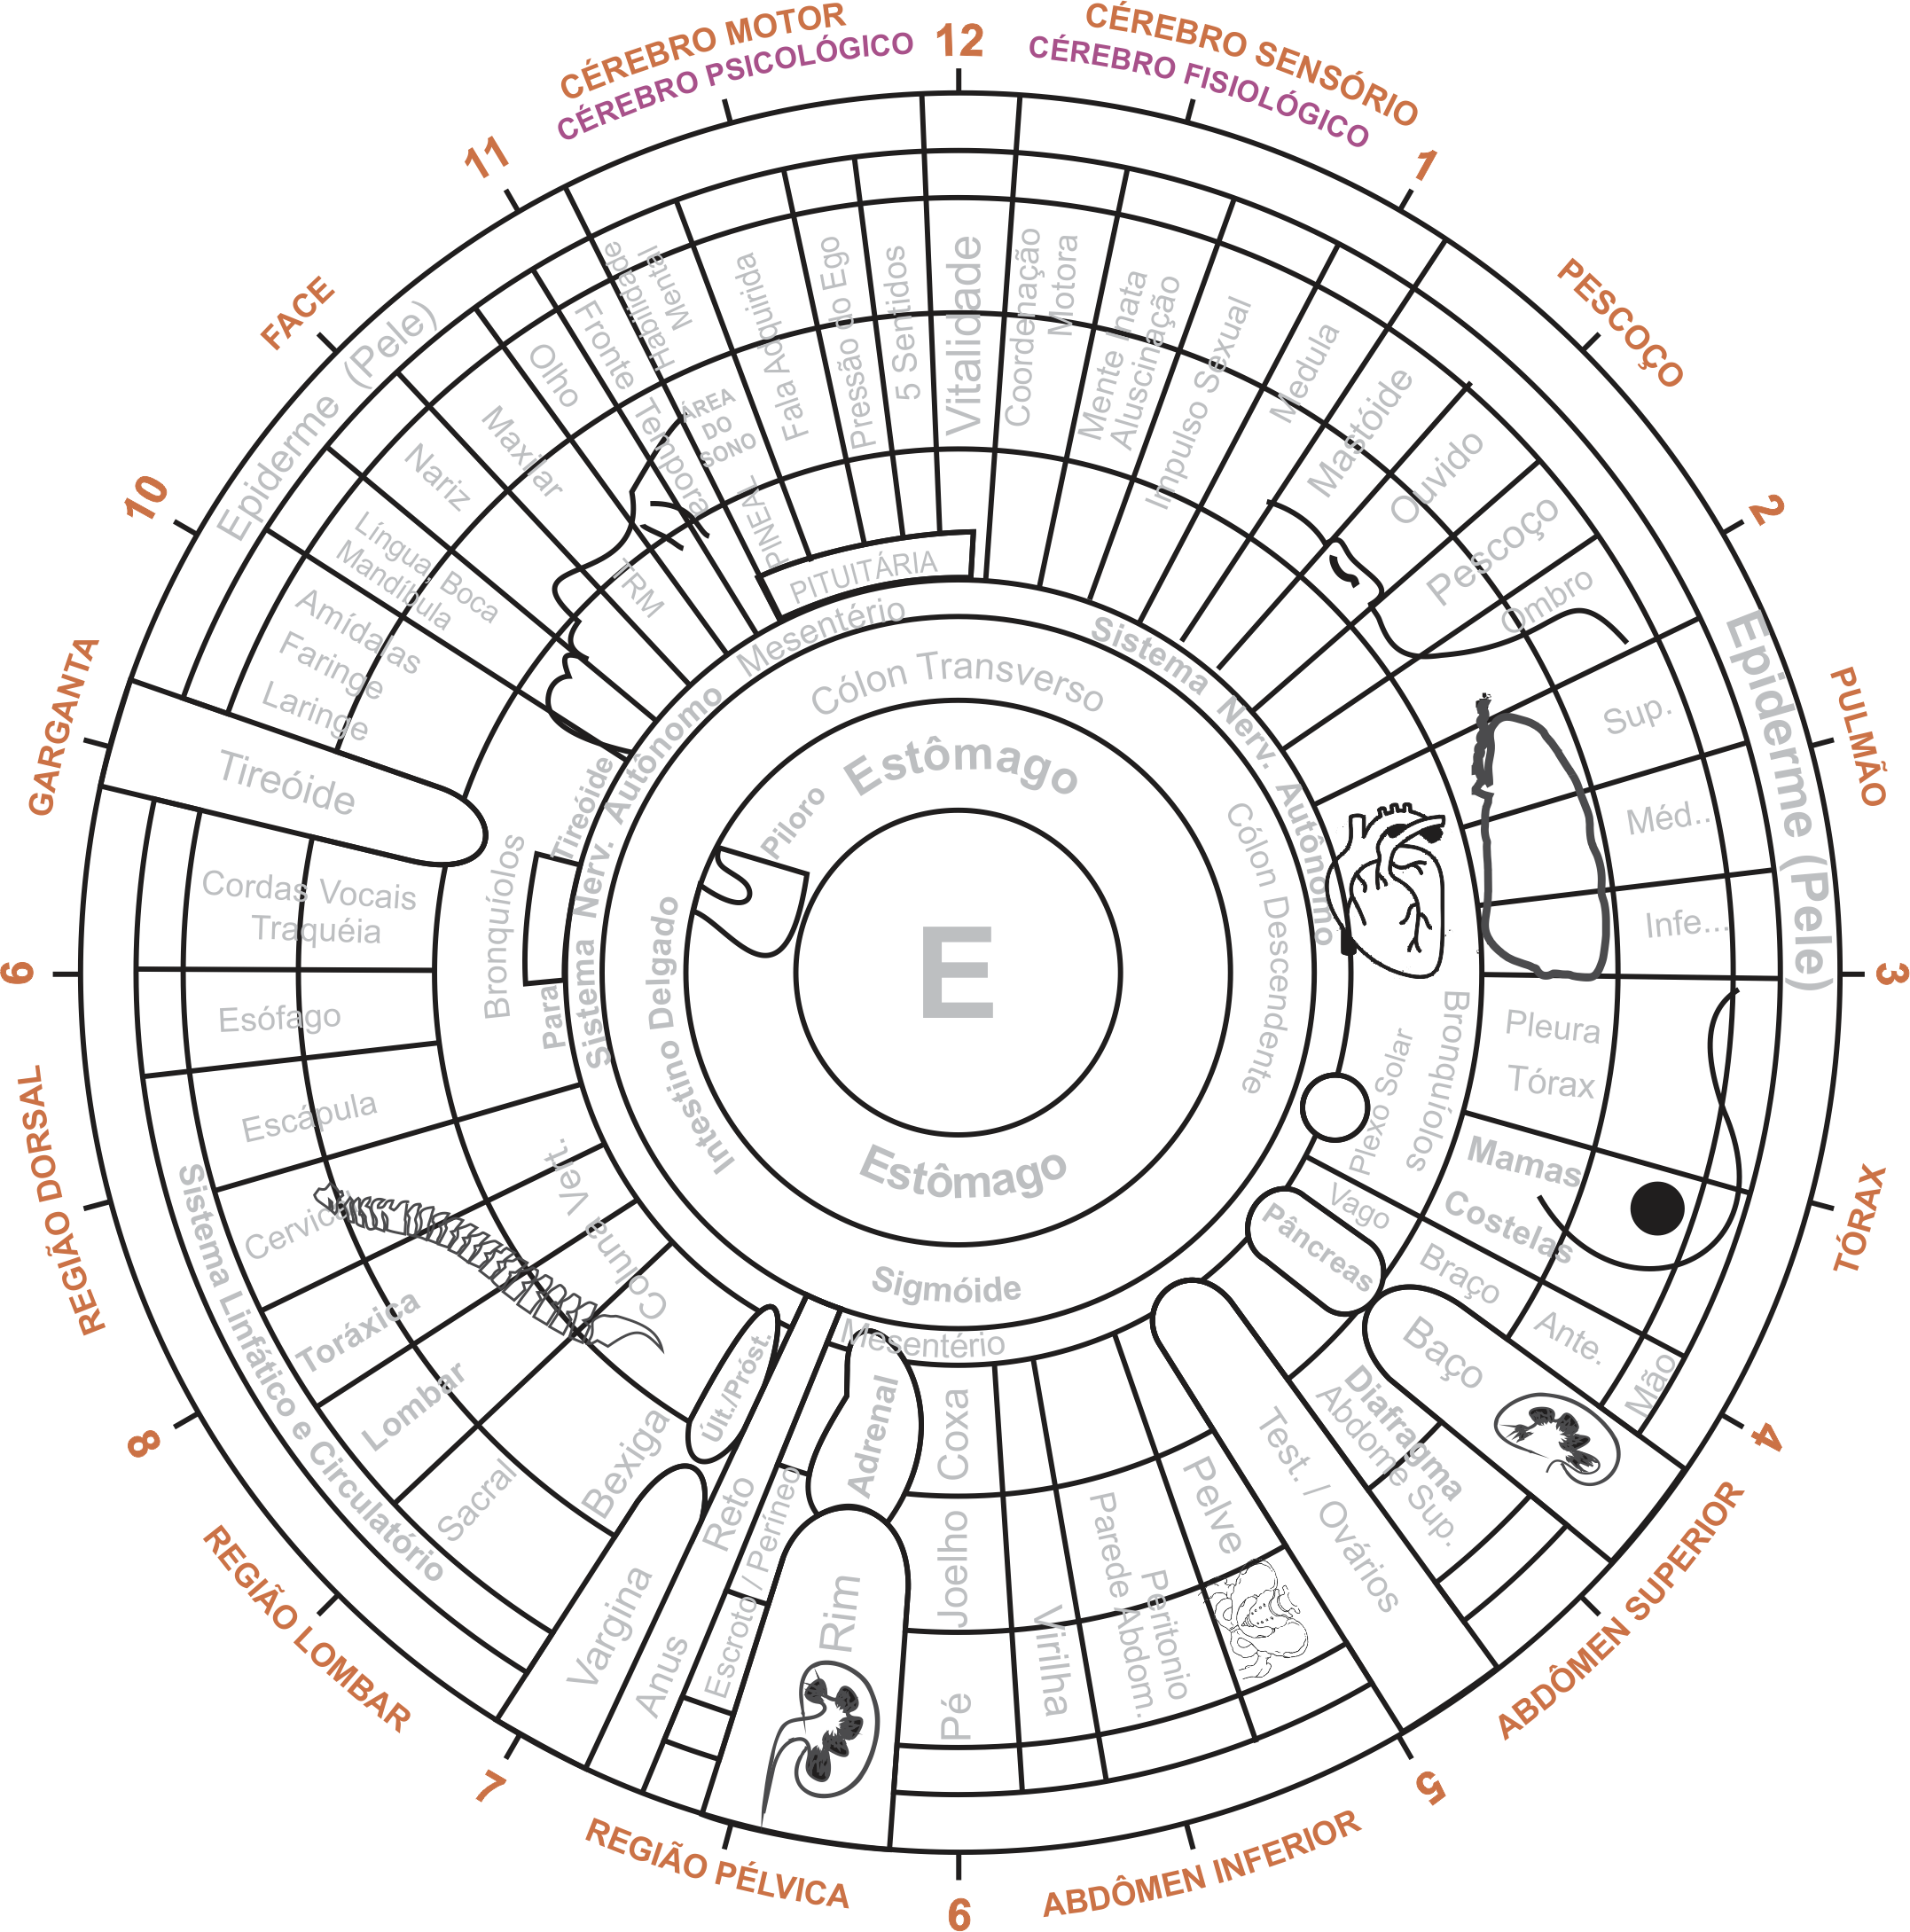 CÉREBRO MOTOR
CÉREBRO PSICOLÓGICO
12
CÉREBRO SENSÓRIO
CÉREBRO FISIOLÓGICO
1
PESCOÇO
2
PULMÃO
3
TÓRAX
4
ABDÔMEN SUPERIOR
5
ABDÔMEN INFERIOR
6
REGIÃO PÉLVICA
7
REGIÃO LOMBAR
8
REGIÃO DORSAL
9
GARGANTA
10
FACE
11
Epiderme (Pele)
Epiderme (Pele)
Sistema Linfático e Circulatório
Vitalidade
Coordenação
Motora
Mente Inata
Aluscinação
Impulso Sexual
Medula
Mastóide
Ouvido
Pescoço
Ombro
Sup.
Méd..
Infe...
Pleura
Tórax
Mamas
Costelas
Braço
Ante.
Mão
Bronquíolos
Plexo Solar
Vago
Pâncreas
Baço
Diafragma
Abdome Sup.
Test. / Ovários
Pelve
Peritonio
Parede Abdom.
Virilha
Coxa
Joelho
Pé
Adrenal
Rim
Escroto / Períneo
Reto
Anus
Vargina
Últ./Próst.
Bexiga
Sacral
Lombar
Toráxica
Cervica
Coluna Vert.
Escápula
Esófago
Cordas Vocais
Traquéia
Bronquíolos
Tireóide
Para Tireóide
Amídalas
Faringe
Laringe
Língua, Boca
Mandíbula
Nariz
Maxilar
Olho
Fronte
Temporal
TRM
Habilidade
Mental
ÁREA
DO
SONO
PINEAL
Fala Adquirida
Pressão do Ego
5 Sentidos
PITUITÁRIA
Mesentério
Sistema Nerv. Autônomo
Sistema Nerv. Autônomo
Mesentério
Cólon Transverso
Cólon Descendente
Sigmóide
Intestino Delgado
Estômago
Piloro
E
Estômago